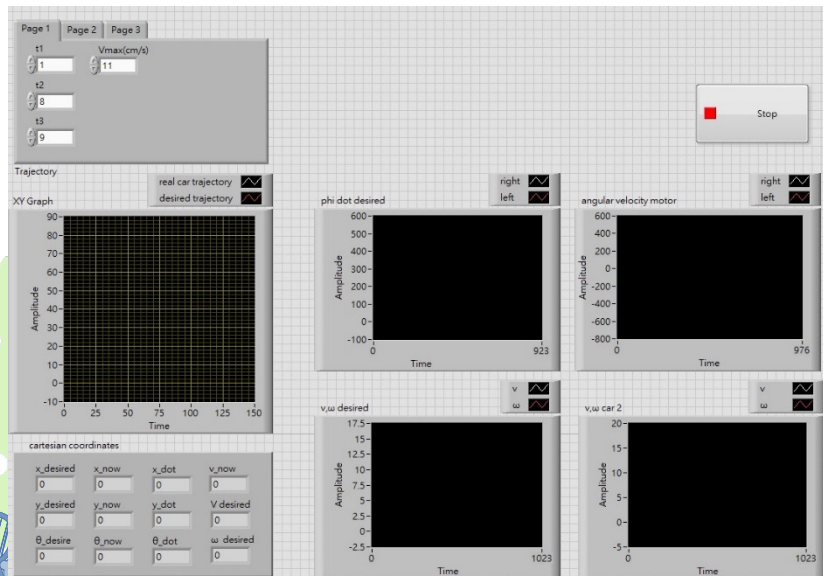 Page 1 Page 2 Page 3
t1 Vmax(cm/s)
1 11
t2
8
t3
9
Stop
Trajectory
real car trajectory
desired trajectory
XY Graph
90
80
70
60
50
40
30
20
10
0
-10
Amplitude
0 25 50 75 100 125 150
Time
right
left
phi dot desired
600
500
400
300
200
100
0
-100
Amplitude
0 923
Time
right
left
angular velocity motor
600
400
200
0
-200
-400
-600
-800
Amplitude
0 976
Time
cartesian coordinates
x_desired x_now x_dot v_now
0 0 0 0
y_desired y_now y_dot V desired
0 0 0 0
θ_desire θ_now θ_dot ω desired
0 0 0 0
v
ω
v,ω desired
17.5
15
12.5
10
7.5
5
2.5
0
-2.5
Amplitude
0 1023
Time
v
ω
v,ω car 2
20
15
10
5
0
-5
Amplitude
0 1023
Time